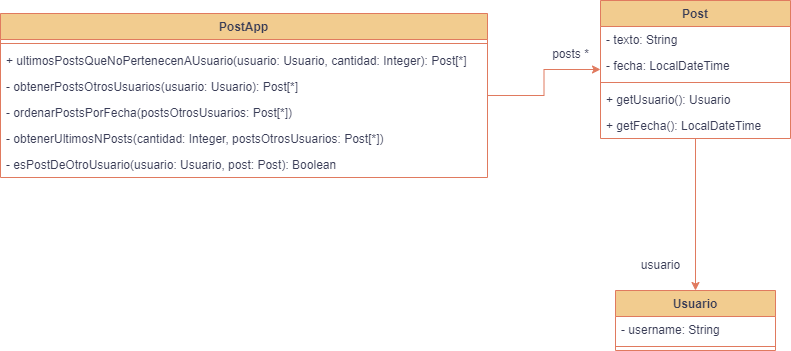 PostApp
+ ultimosPostsQueNoPertenecenAUsuario(usuario: Usuario, cantidad: Integer): Post[*]
- obtenerPostsOtrosUsuarios(usuario: Usuario): Post[*]
- ordenarPostsPorFecha(postsOtrosUsuarios: Post[*])
- obtenerUltimosNPosts(cantidad: Integer, postsOtrosUsuarios: Post[*])
- esPostDeOtroUsuario(usuario: Usuario, post: Post): Boolean
posts *
Post
- texto: String
- fecha: LocalDateTime
+ getUsuario(): Usuario
+ getFecha(): LocalDateTime
usuario
Usuario
- username: String